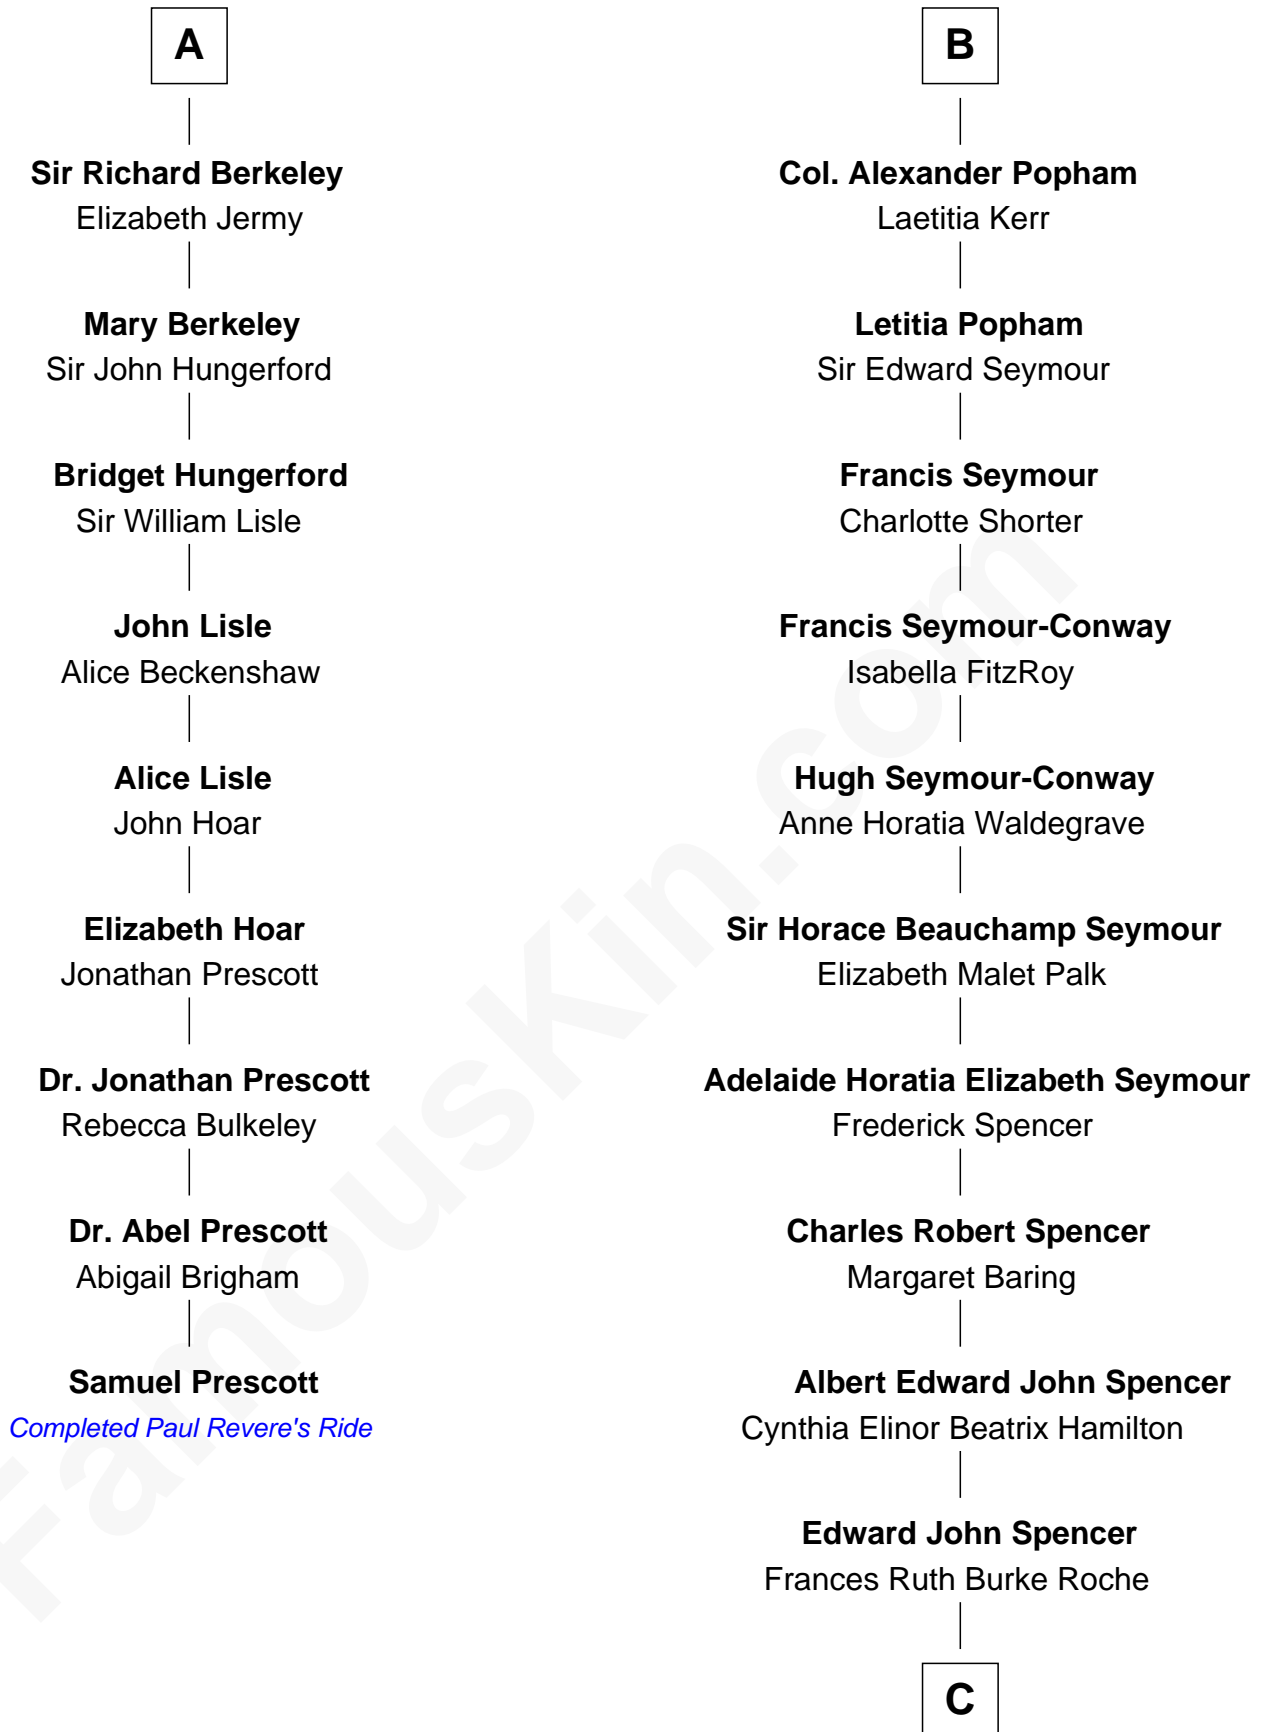 A
Sir Richard Berkeley
Elizabeth Jermy
Mary Berkeley
Sir John Hungerford
Bridget Hungerford
Sir William Lisle
John Lisle
Alice Beckenshaw
Alice Lisle
John Hoar
Elizabeth Hoar
Jonathan Prescott
Dr. Jonathan Prescott
Rebecca Bulkeley
Dr. Abel Prescott
Abigail Brigham
Samuel Prescott
Completed Paul Revere's Ride
B
Col. Alexander Popham
Laetitia Kerr
Letitia Popham
Sir Edward Seymour
Francis Seymour
Charlotte Shorter
Francis Seymour-Conway
Isabella FitzRoy
Hugh Seymour-Conway
Anne Horatia Waldegrave
Sir Horace Beauchamp Seymour
Elizabeth Malet Palk
Adelaide Horatia Elizabeth Seymour
Frederick Spencer
Charles Robert Spencer
Margaret Baring
Albert Edward John Spencer
Cynthia Elinor Beatrix Hamilton
Edward John Spencer
Frances Ruth Burke Roche
C
FamousKin.com